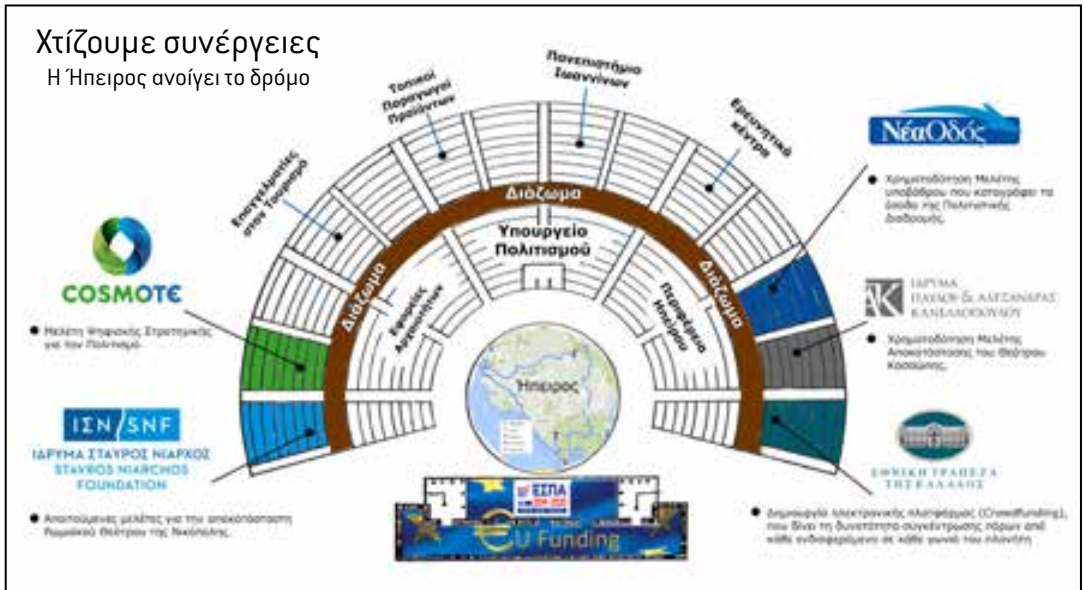 Χτίζουμε συνέργειες
Η Ήπειρος ανοίγει το δρόμο
Επαγγελματίες
στον Τουρισμό
Τοπικοί
Παραγωγοί
Προϊόντων
Πανεπιστήμιο
Ιωαννίνων
Ερευνητικά
κέντρα
Διάζωμα
Διάζωμα
Διάζωμα
Εφορείες
Αρχαιοτήτων
Υπουργείο
Πολιτισμού
Περιφέρεια
Ηπείρου
Ήπειρος
COSMOTE
Μελέτη Ψηφιακής Στρατηγικής
για τον Πολιτισμό.
ΙΣΝ/SNF
ΙΔΡΥΜΑ ΣΤΑΥΡΟΣ ΝΙΑΡΧΟΣ
STAVROS NIARCHOS
FOUNDATION
Απαιτούμενες μελέτες για την αποκατάσταση
Ρωμαϊκού Θεάτρου της Νικόπολης.
ΝέαΟδός
Χρηματοδότηση Μελέτης
υποβάθρου που καταγράφει τα
έσοδα της Πολιτιστικής
Διαδρομής.
ΙΔΡΥΜΑ
ΠΑΥΛΟΥ & ΑΛΕΞΑΝΔΡΑΣ
ΚΑΝΕΛΛΟΠΟΥΛΟΥ
Χρηματοδότηση Μελέτης
Αποκατάστασης του Θεάτρου
Κασσώπης.
ΕΘΝΙΚΗ ΤΡΑΠΕΖΑ
ΤΗΣ ΕΛΛΑΔΟΣ
Δημιουργία ηλεκτρονικής πλατφόρμας (Crowdfunding),
που δίνει τη δυνατότητα συγκέντρωσης πόρων από
κάθε ενδιαφερόμενο σε κάθε γωνιά του πλανήτη
ΕΣΠΑ
2014-2020
€U Funding